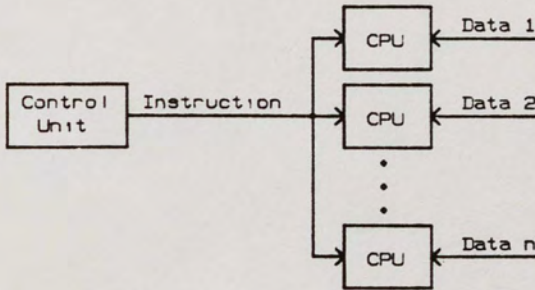 CPU
Data 1
Control
Unit
Instruction
CPU
Data 2
CPU
Data n